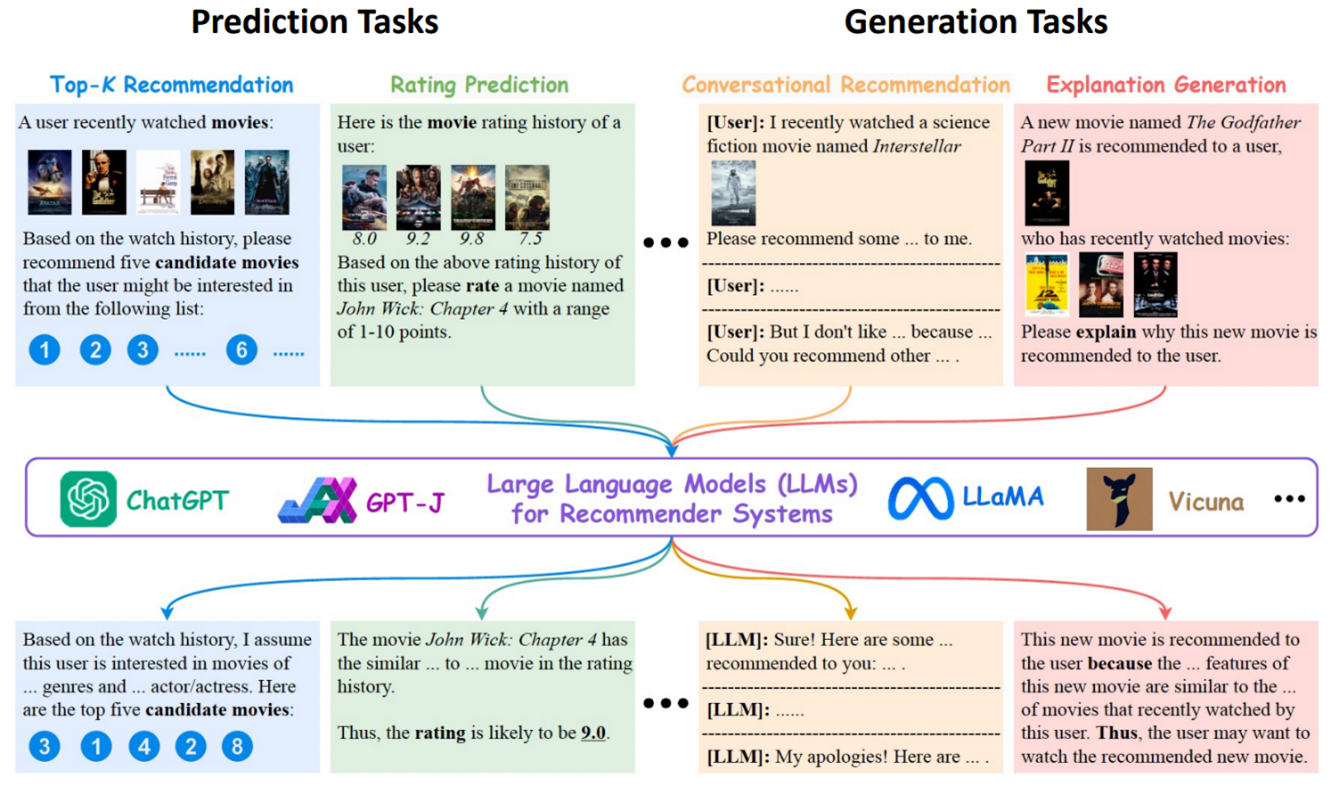 Prediction Tasks
Generation Tasks
Top-K Recommendation
A user recently watched movies:
Based on the watch history, please
recommend five candidate movies
that the user might be interested in
from the following list:
1 2 3 ...... 6 ......
Rating Prediction
Here is the movie rating history of a
user:
8.0 9.2 9.8 7.5
Based on the above rating history of
this user, please rate a movie named
John Wick: Chapter 4 with a range
of 1-10 points.
Conversational Recommendation
[User]: I recently watched a science
fiction movie named Interstellar
Please recommend some ... to me.
[User]: ......
[User]: But I don't like ... because ...
Could you recommend other ... .
Explanation Generation
A new movie named The Godfather
Part II is recommended to a user,
who has recently watched movies:
Please explain why this new movie is
recommended to the user.
ChatGPT
GPT-J
Large Language Models (LLMs)
for Recommender Systems
LLaMA
Vicuna
Based on the watch history, I assume
this user is interested in movies of
... genres and ... actor/actress. Here
are the top five candidate movies:
3 1 4 2 8
The movie John Wick: Chapter 4 has
the similar ... to ... movie in the rating
history.
Thus, the rating is likely to be 9.0.
[LLM]: Sure! Here are some ...
recommended to you: ... .
[LLM]: ......
[LLM]: My apologies! Here are ... .
This new movie is recommended to
the user because the ... features of
this new movie are similar to the ...
of movies that recently watched by
this user. Thus, the user may want to
watch the recommended new movie.